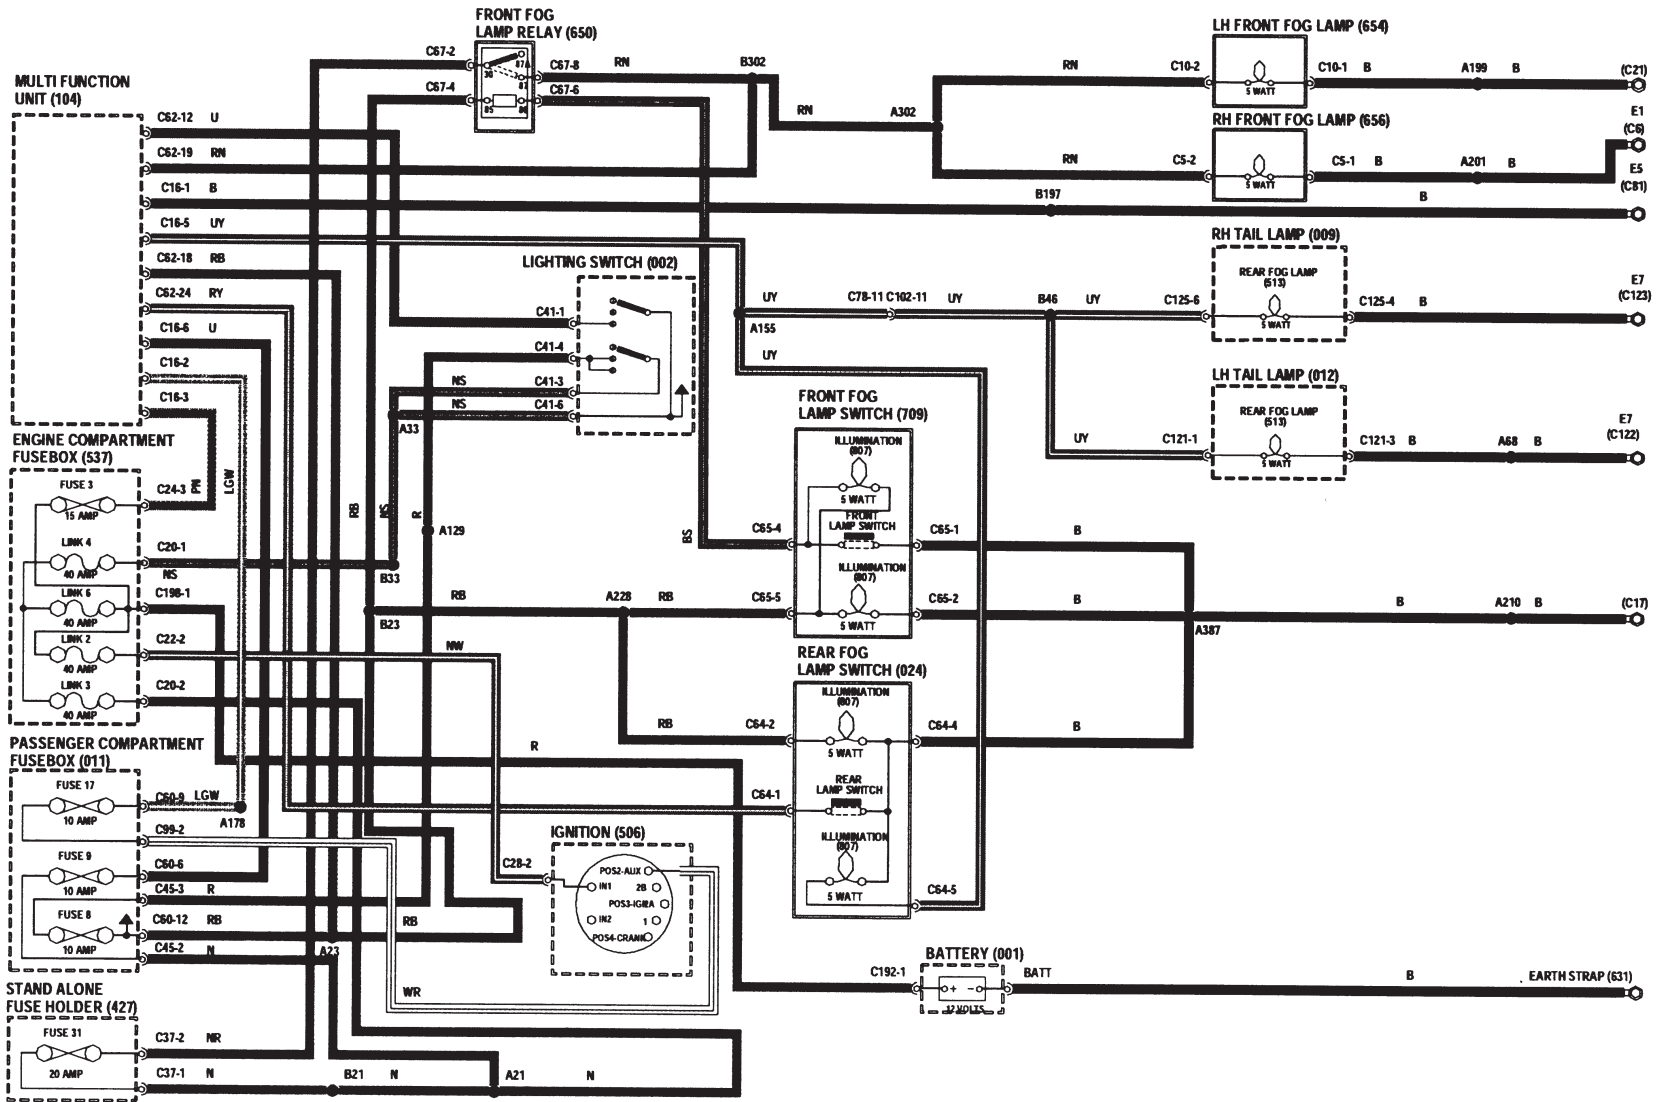 FRONT FOG
LAMP RELAY (650)
C67-2
C67-4
30
87A
87
85
86
C67-8
RN
C67-6
B302
RN
A302
RN
C10-2
LH FRONT FOG LAMP (654)
5 WATT
C10-1
B
A199
B
(C21)
E1
(C6)
RN
C5-2
RH FRONT FOG LAMP (656)
5 WATT
C5-1
B
A201
B
E5
(C81)
B197
B
MULTI FUNCTION
UNIT (104)
C62-12
U
C62-19
RN
C16-1
B
C16-5
UY
C62-18
RB
C62-24
RY
C16-6
U
C16-2
C16-3
LIGHTING SWITCH (002)
C41-1
C41-4
NS
C41-3
NS
C41-6
A33
UY
C78-11
C102-11
UY
B46
UY
C125-6
A155
UY
RH TAIL LAMP (009)
REAR FOG LAMP
(513)
5 WATT
C125-4
B
E7
(C123)
LH TAIL LAMP (012)
REAR FOG LAMP
(513)
5 WATT
UY
C121-1
C121-3
B
A68
B
E7
(C122)
ENGINE COMPARTMENT
FUSEBOX (537)
FUSE 3
15 AMP
LINK 4
40 AMP
LINK 6
40 AMP
LINK 2
40 AMP
LINK 3
40 AMP
C24-3
PN
LGW
C20-1
NS
C198-1
C22-2
C20-2
RB
NS
R
A129
B33
BS
B23
RB
A228
RB
NW
RB
R
FRONT FOG
LAMP SWITCH (709)
ILLUMINATION
(807)
5 WATT
FRONT
LAMP SWITCH
ILLUMINATION
(807)
5 WATT
C65-4
C65-1
B
C65-5
C65-2
B
A387
B
A210
B
(C17)
REAR FOG
LAMP SWITCH (024)
ILLUMINATION
(807)
5 WATT
REAR
LAMP SWITCH
ILLUMINATION
(807)
5 WATT
C64-2
C64-4
B
C64-1
C64-5
PASSENGER COMPARTMENT
FUSEBOX (011)
FUSE 17
10 AMP
FUSE 9
10 AMP
FUSE 8
10 AMP
C60-9
LGW
A178
C99-2
C60-6
C45-3
R
C60-12
RB
C45-2
N
A23
RB
WR
IGNITION (506)
C28-2
POS2-AUX
IN1
2B
POS3-IGN
2A
IN2
1
POS4-CRANK
BATTERY (001)
C192-1
+
-
12 VOLTS
BATT
B
EARTH STRAP (631)
STAND ALONE
FUSE HOLDER (427)
FUSE 31
20 AMP
C37-2
NR
C37-1
N
B21
N
A21
N